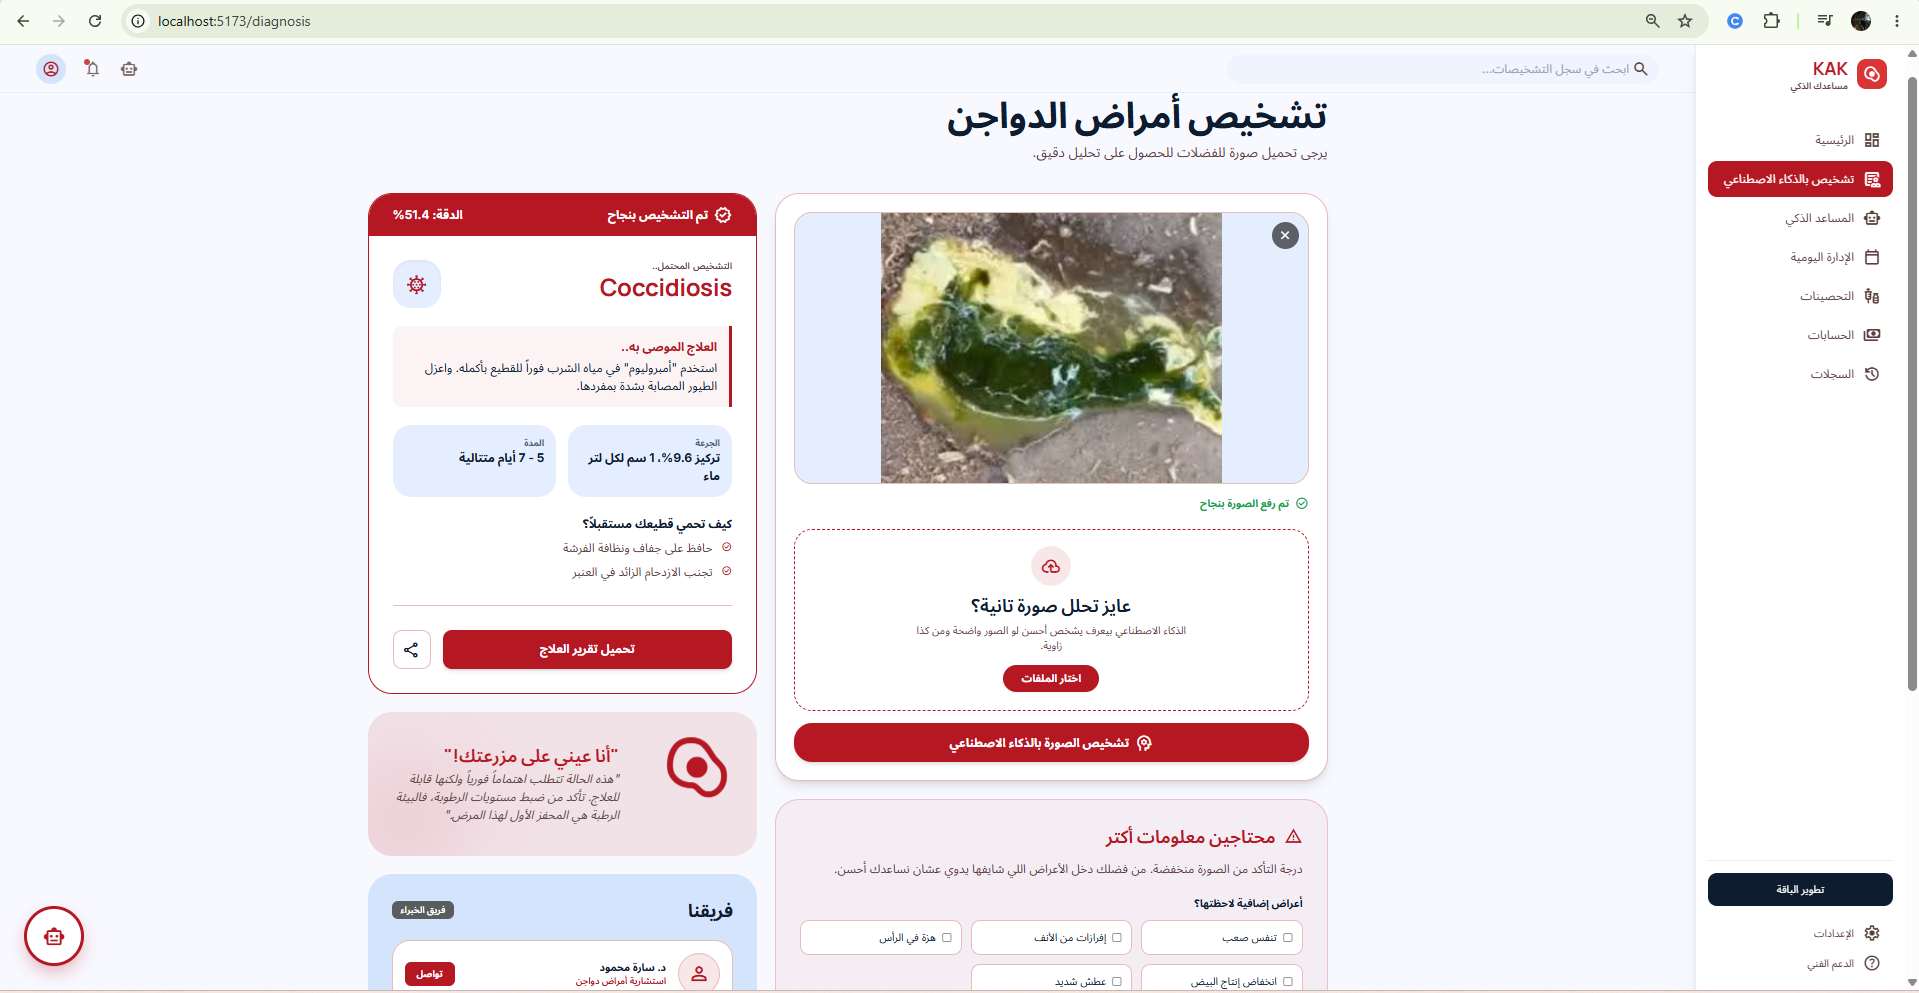 localhost:5173/diagnosis
KAK
مساعدك الذكي
ابحث في سجل التشخيصات...
الرئيسية
تشخيص بالذكاء الاصطناعي
المساعد الذكي
الإدارة اليومية
التحصينات
الحسابات
السجلات
تطوير الباقة
الإعدادات
الدعم الفني
تشخيص أمراض الدواجن
يرجى تحميل صورة للفضلات للحصول على تحليل دقيق.
تم رفع الصورة بنجاح
عايز تحلل صورة تانية؟
الذكاء الاصطناعي بيعرف يشخص أحسن لو الصور واضحة ومن كذا
زاوية.
اختار الملفات
تشخيص الصورة بالذكاء الاصطناعي
محتاجين معلومات أكتر
درجة التأكد من الصورة منخفضة. من فضلك دخل الأعراض اللي شايفها يدوي عشان نساعدك أحسن.
أعراض إضافية لاحظتها؟
تنفس صعب
إفرازات من الأنف
هزة في الرأس
انخفاض إنتاج البيض
عطش شديد
تم التشخيص بنجاح
الدقة: 51.4%
التشخيص المحتمل..
Coccidiosis
العلاج الموصى به..
استخدم "أمبروليوم" في مياه الشرب فوراً للقطيع بأكمله. واعزل
الطيور المصابة بشدة بمفردها.
الجرعة
تركيز 9.6%، 1 سم لكل لتر
ماء
المدة
5 - 7 أيام متتالية
كيف تحمي قطيعك مستقبلاً؟
حافظ على جفاف ونظافة الفرشة
تجنب الازدحام الزائد في العنبر
تحميل تقرير العلاج
"أنا عيني على مزرعتك!"
"هذه الحالة تتطلب اهتماماً فورياً ولكنها قابلة
للعلاج. تأكد من ضبط مستويات الرطوبة، فالبيئة
الرطبة هي المحفز الأول لهذا المرض."
فريقنا
فريق الخبراء
د. سارة محمود
استشارية أمراض دواجن
تواصل